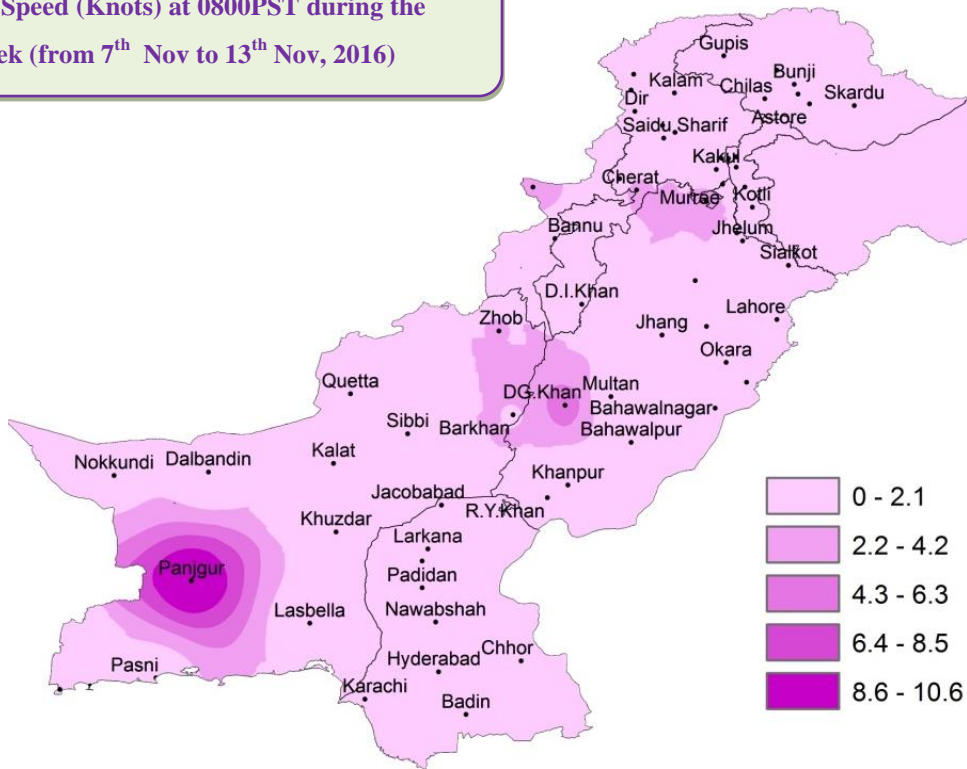 Speed (Knots) at 0800PST during the
ek (from 7th Nov to 13th Nov, 2016)
Gupis
Kalam
Chilas
Bunji
Skardu
Dir
Astore
Saidu Sharif
Kakul
Cherat
Murree
Kotli
Bannu
Jhelum
Sialkot
D.I.Khan
Zhob
Jhang
Lahore
Okara
Quetta
DG.Khan
Multan
Bahawalnagar
Sibbi
Barkhan
Bahawalpur
Kalat
Nokkundi
Dalbandin
Khanpur
Jacobabad
R.Y.Khan
Khuzdar
Larkana
Panjgur
Padidan
Lasbella
Nawabshah
Pasni
Hyderabad
Chhor
Karachi
Badin
0 - 2.1
2.2 - 4.2
4.3 - 6.3
6.4 - 8.5
8.6 - 10.6